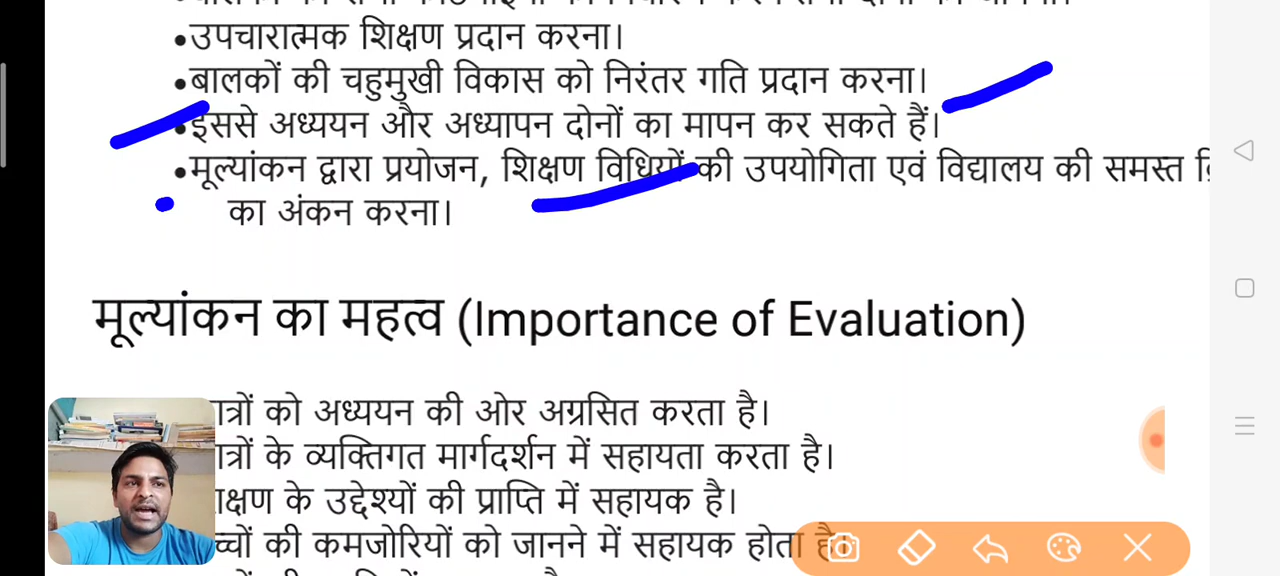 •उपचारात्मक शिक्षण प्रदान करना।
•बालकों की चहुमुखी विकास को निरंतर गति प्रदान करना।
•इससे अध्ययन और अध्यापन दोनों का मापन कर सकते हैं।
•मूल्यांकन द्वारा प्रयोजन, शिक्षण विधियों की उपयोगिता एवं विद्यालय की समस्त
का अंकन करना।
मूल्यांकन का महत्व (Importance of Evaluation)
को अध्ययन की ओर अग्रसित करता है।
के व्यक्तिगत मार्गदर्शन में सहायता करता है।
के उद्देश्यों की प्राप्ति में सहायक है।
की कमजोरियों को जानने में सहायक होता है।